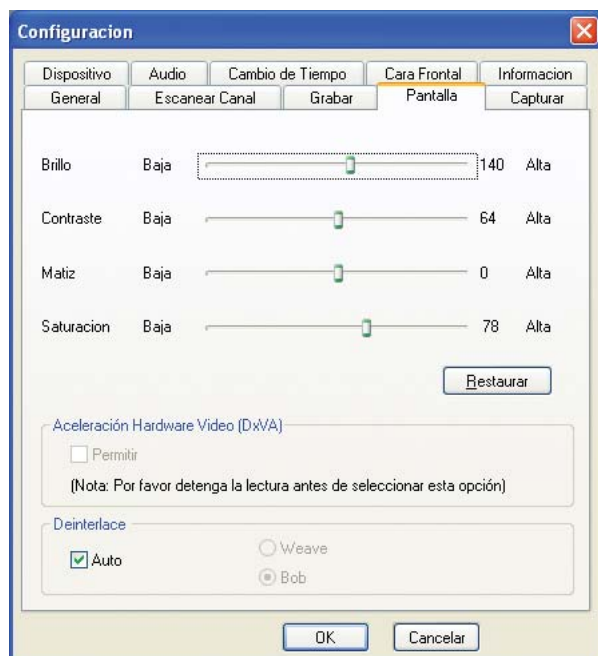 Configuracion
Dispositivo Audio Cambio de Tiempo Cara Frontal Informacion
General Escanear Canal Grabar Pantalla Capturar
Brillo Baja 140 Alta
Contraste Baja 64 Alta
Matiz Baja 0 Alta
Saturacion Baja 78 Alta
Restaurar
Aceleración Hardware Video (DxVA)
Permitir
(Nota: Por favor detenga la lectura antes de seleccionar esta opción)
Deinterlace
Auto
Weave
Bob
OK Cancelar